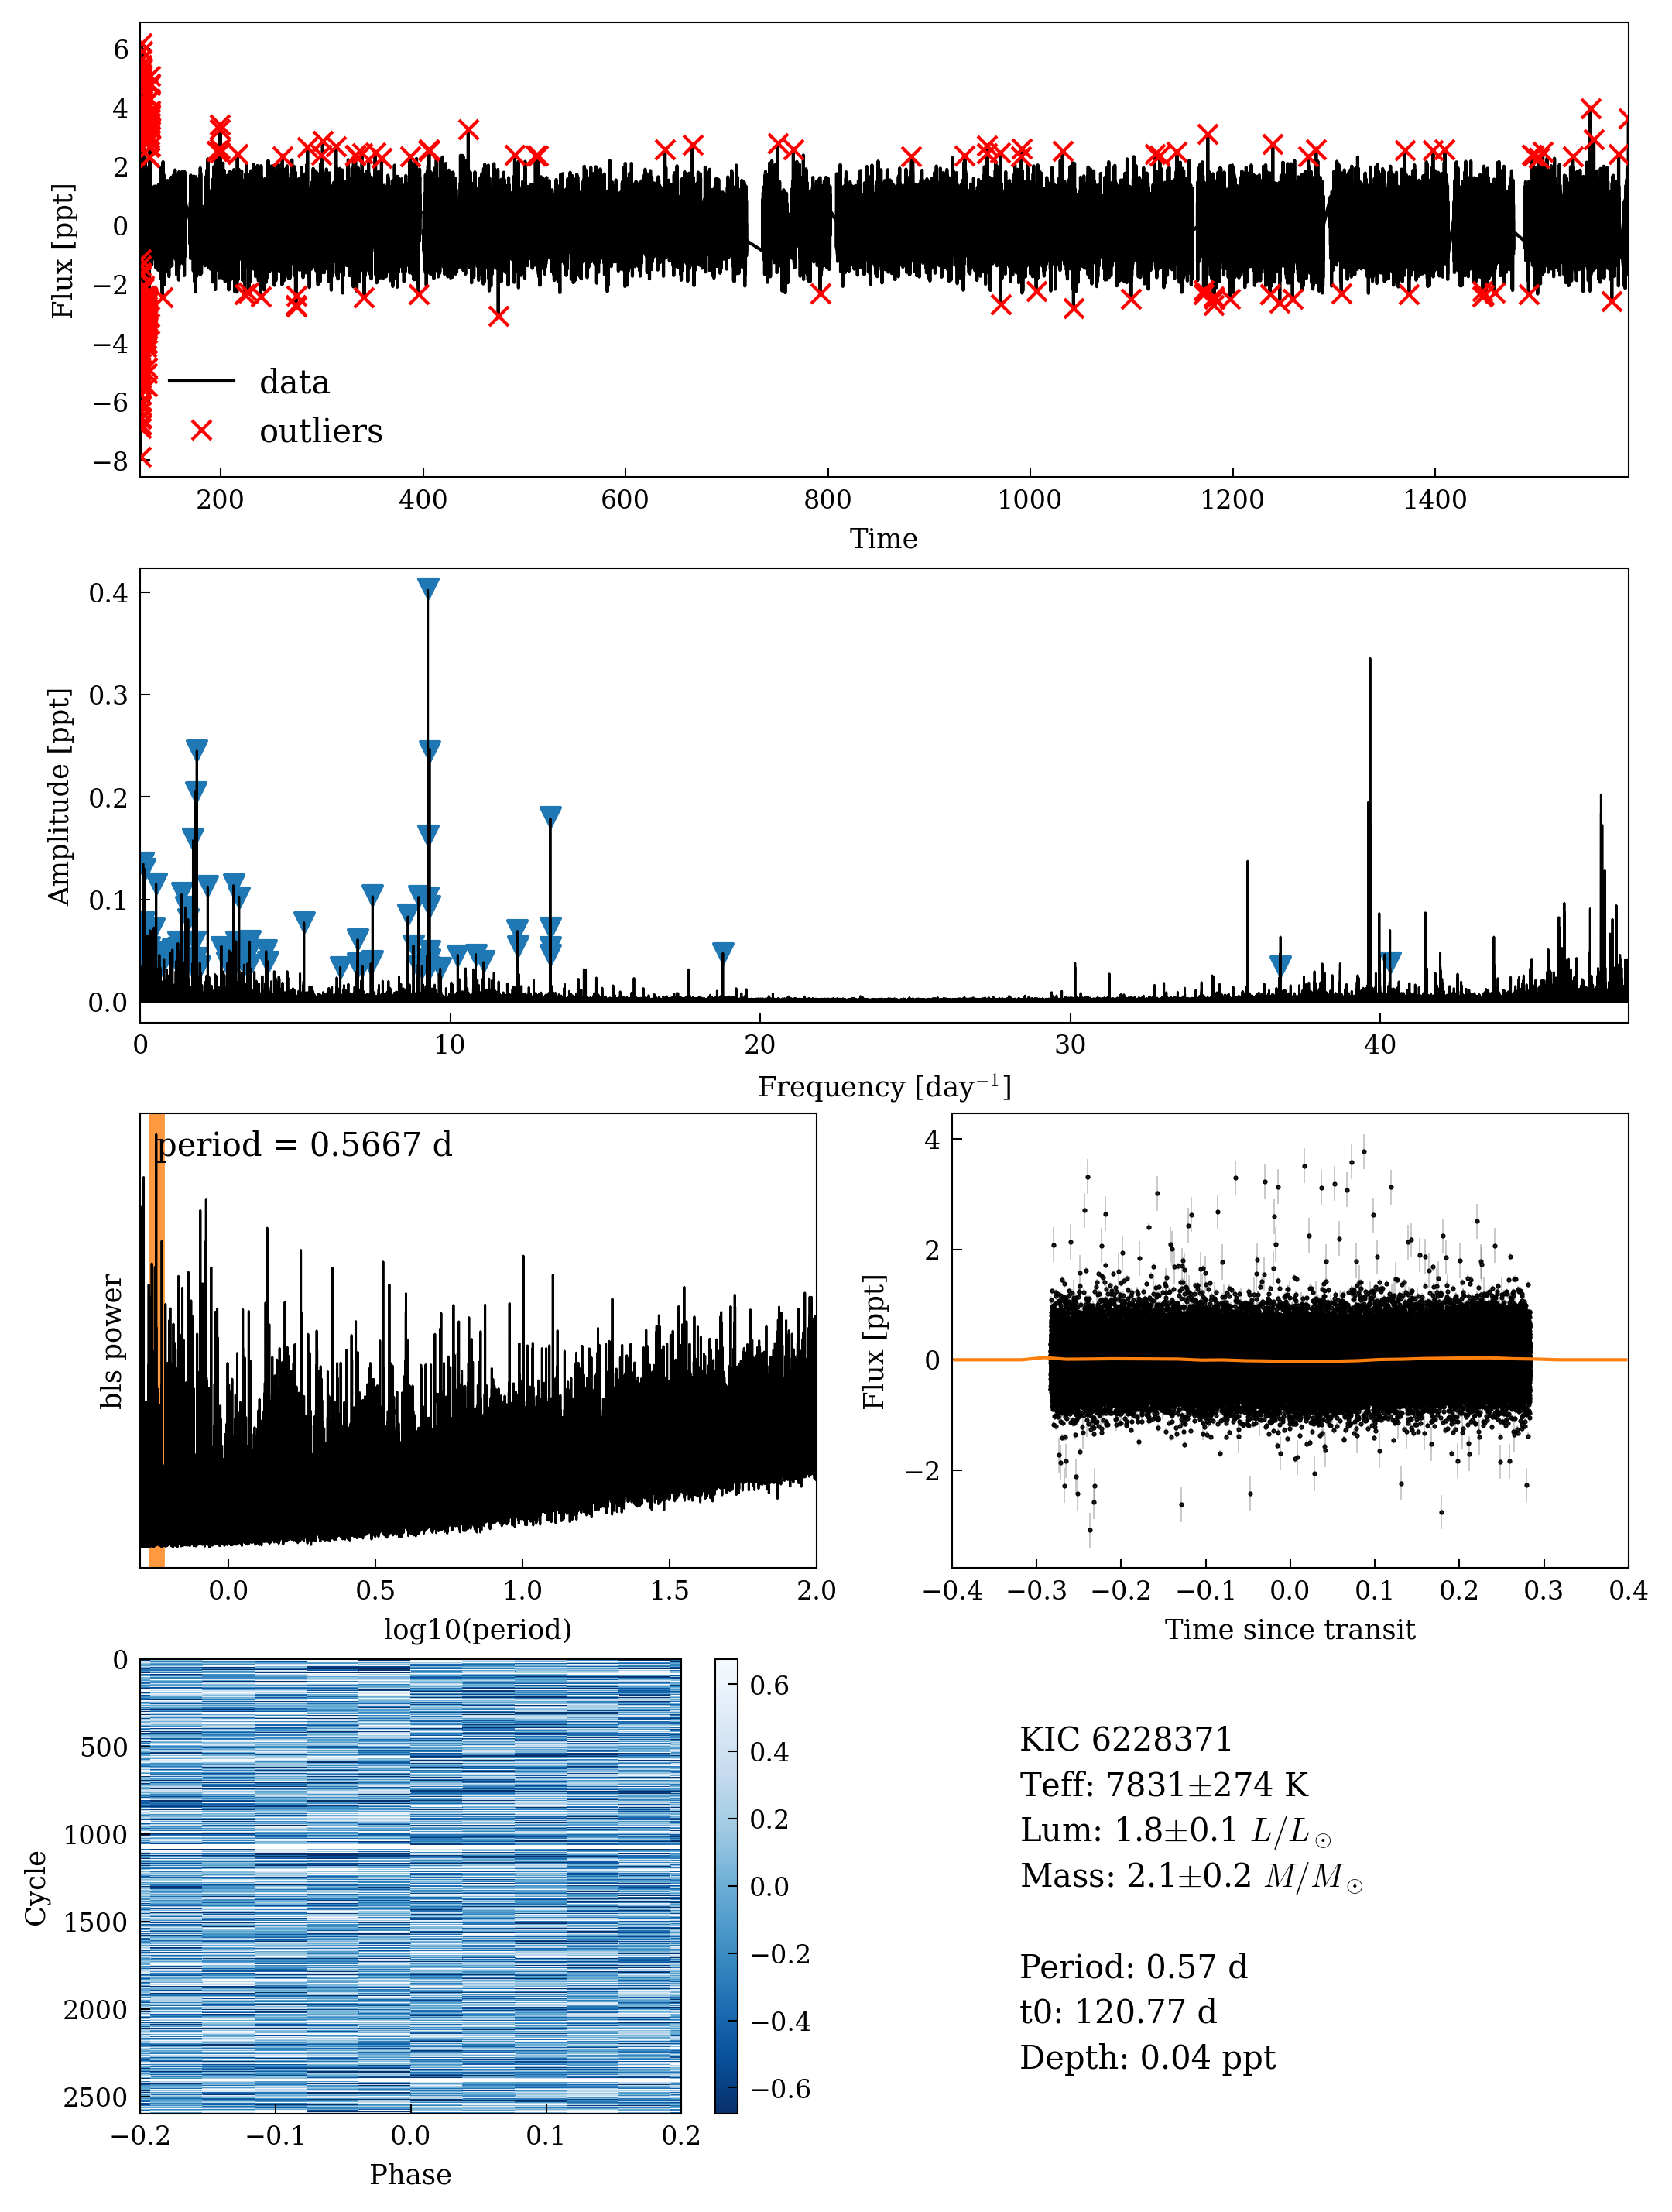 6
4
2
0
−2
−4
−6
−8
Flux [ppt]
data
outliers
200 400 600 800 1000 1200 1400
Time
0.4
0.3
0.2
0.1
0.0
Amplitude [ppt]
0 10 20 30 40
Frequency [day⁻¹]
period = 0.5667 d
bls power
0.0 0.5 1.0 1.5 2.0
log10(period)
4
2
0
−2
Flux [ppt]
−0.4 −0.3 −0.2 −0.1 0.0 0.1 0.2 0.3 0.4
Time since transit
0
500
1000
1500
2000
2500
Cycle
−0.2 −0.1 0.0 0.1 0.2
Phase
0.6
0.4
0.2
0.0
−0.2
−0.4
−0.6
KIC 6228371
Teff: 7831±274 K
Lum: 1.8±0.1 L/L⊙
Mass: 2.1±0.2 M/M⊙
Period: 0.57 d
t0: 120.77 d
Depth: 0.04 ppt